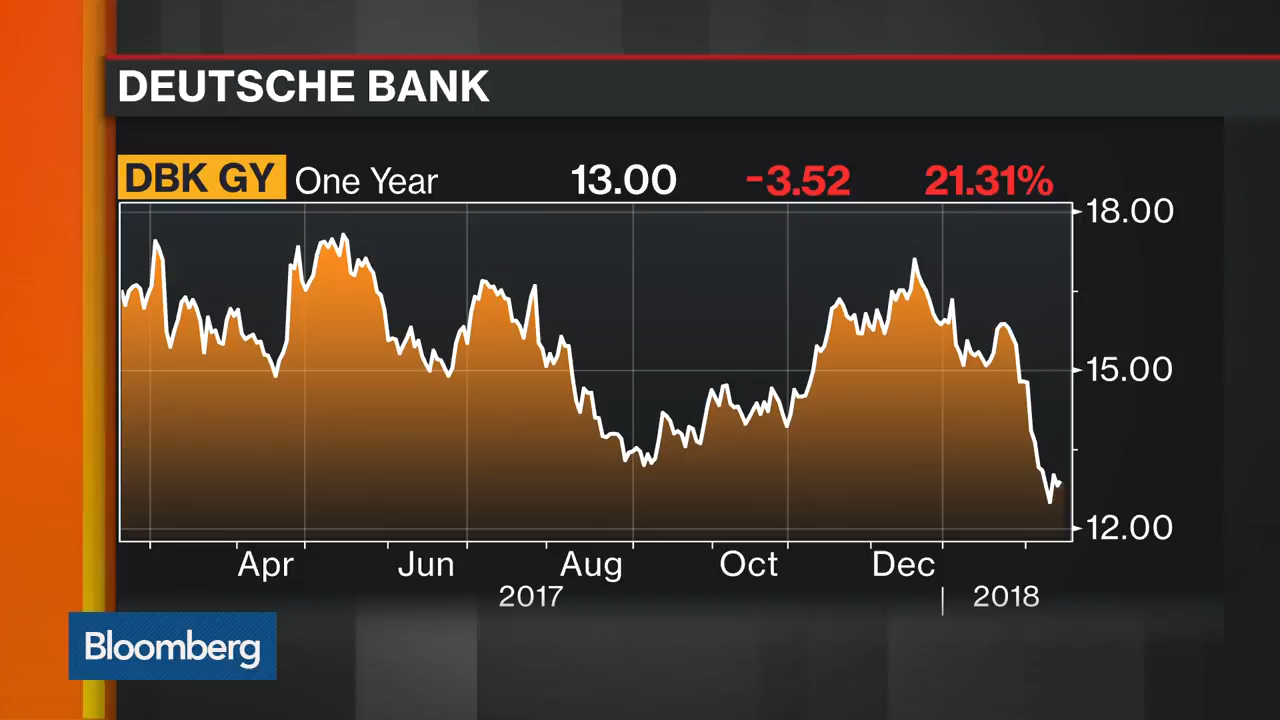 DEUTSCHE BANK
DBK GY One Year 13.00 -3.52 21.31%
18.00
15.00
12.00
Apr Jun Aug Oct Dec
2017 2018
Bloomberg